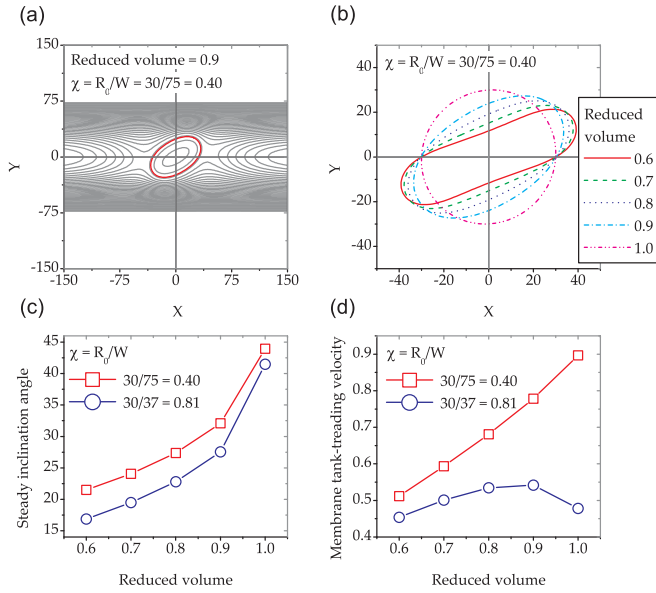 (a)
Reduced volume = 0.9
χ = R₀/W = 30/75 = 0.40
150
75
0
-75
-150
-150 -75 0 75 150
Y
X
(b)
χ = R₀/W = 30/75 = 0.40
40
20
0
-20
-40
-40 -20 0 20 40
Y
X
Reduced
volume
0.6
0.7
0.8
0.9
1.0
(c)
χ = R₀/W
30/75 = 0.40
30/37 = 0.81
45
40
35
30
25
20
15
0.6 0.7 0.8 0.9 1.0
Steady inclination angle
Reduced volume
(d)
χ = R₀/W
30/75 = 0.40
30/37 = 0.81
0.9
0.8
0.7
0.6
0.5
0.4
0.6 0.7 0.8 0.9 1.0
Membrane tank-treading velocity
Reduced volume